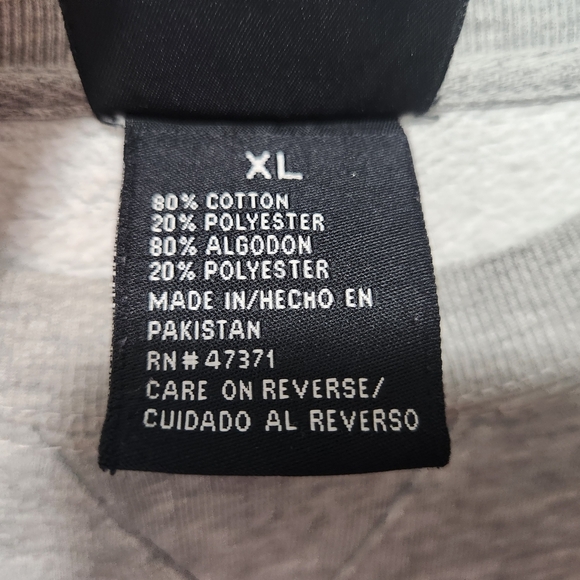 XL
80% COTTON
20% POLYESTER
80% ALGODON
20% POLYESTER
MADE IN/HECHO EN
PAKISTAN
RN# 47371
CARE ON REVERSE/
CUIDADO AL REVERSO